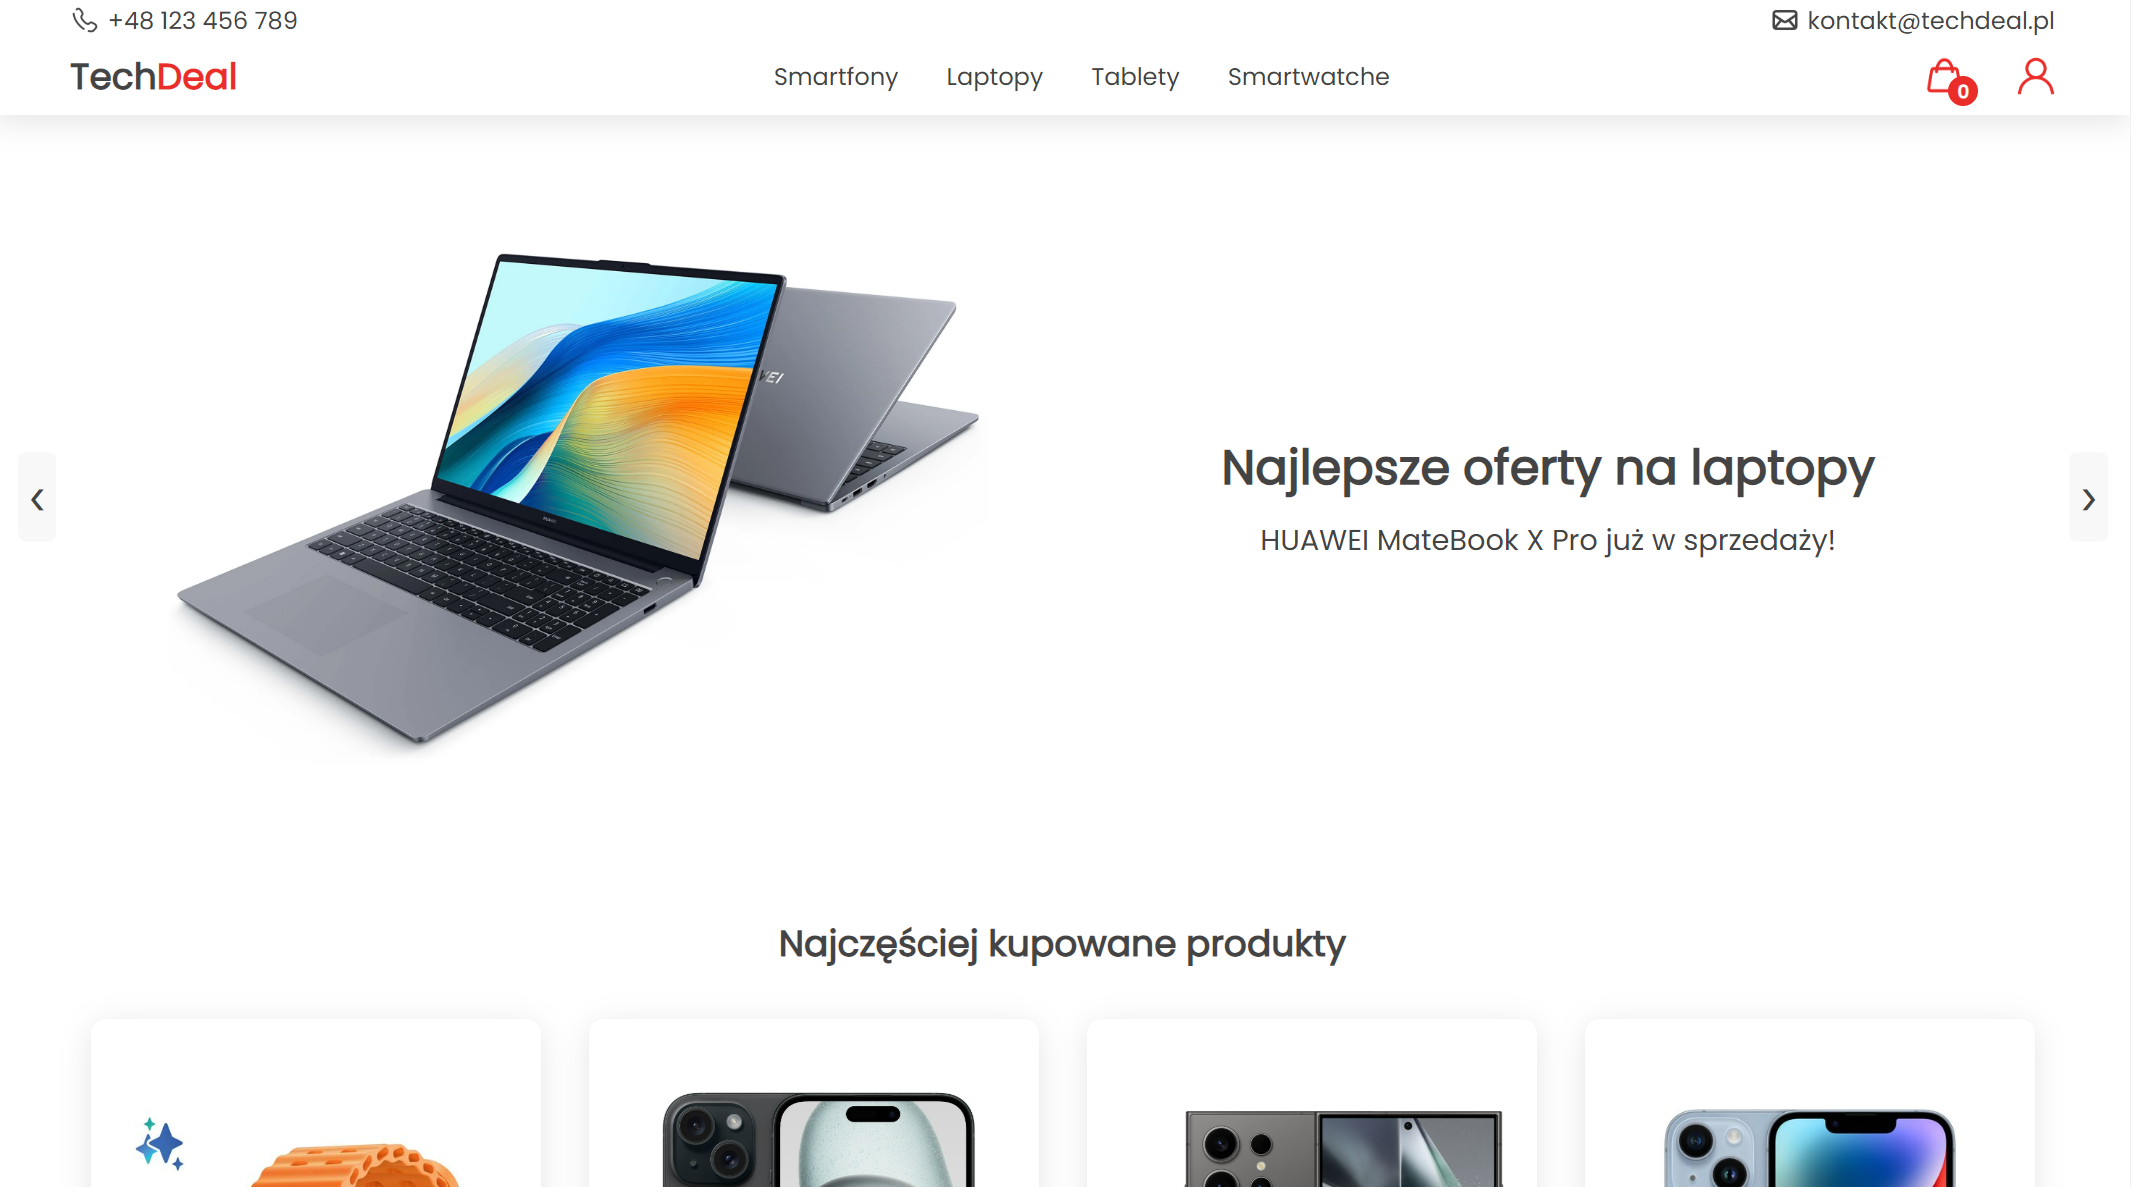 +48 123 456 789
kontakt@techdeal.pl
TechDeal
Smartfony
Laptopy
Tablety
Smartwatche
0
Najlepsze oferty na laptopy
HUAWEI MateBook X Pro już w sprzedaży!
Najczęściej kupowane produkty